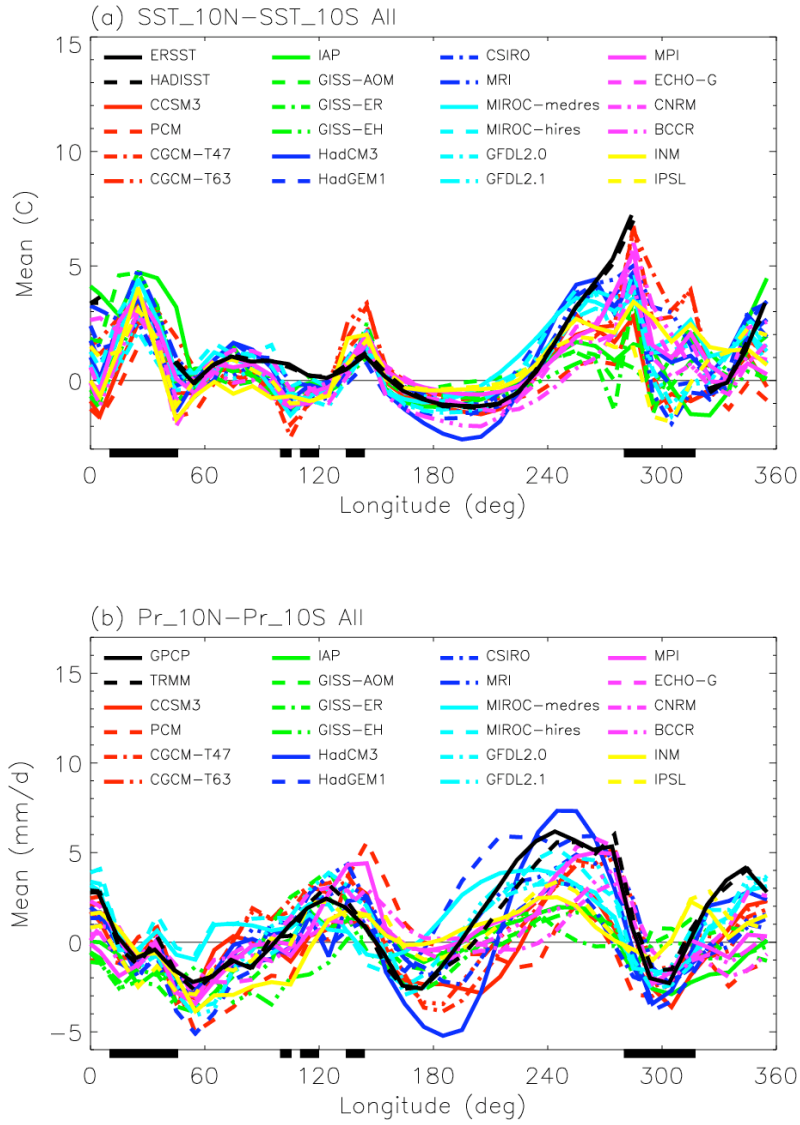 (a) SST_10N−SST_10S All
15
10
5
0
Mean (C)
ERSST
HADISST
CCSM3
PCM
CGCM−T47
CGCM−T63
IAP
GISS−AOM
GISS−ER
GISS−EH
HadCM3
HadGEM1
CSIRO
MRI
MIROC−medres
MIROC−hires
GFDL2.0
GFDL2.1
MPI
ECHO−G
CNRM
BCCR
INM
IPSL
0 60 120 180 240 300 360
Longitude (deg)
(b) Pr_10N−Pr_10S All
15
10
5
0
−5
Mean (mm/d)
GPCP
TRMM
CCSM3
PCM
CGCM−T47
CGCM−T63
IAP
GISS−AOM
GISS−ER
GISS−EH
HadCM3
HadGEM1
CSIRO
MRI
MIROC−medres
MIROC−hires
GFDL2.0
GFDL2.1
MPI
ECHO−G
CNRM
BCCR
INM
IPSL
0 60 120 180 240 300 360
Longitude (deg)